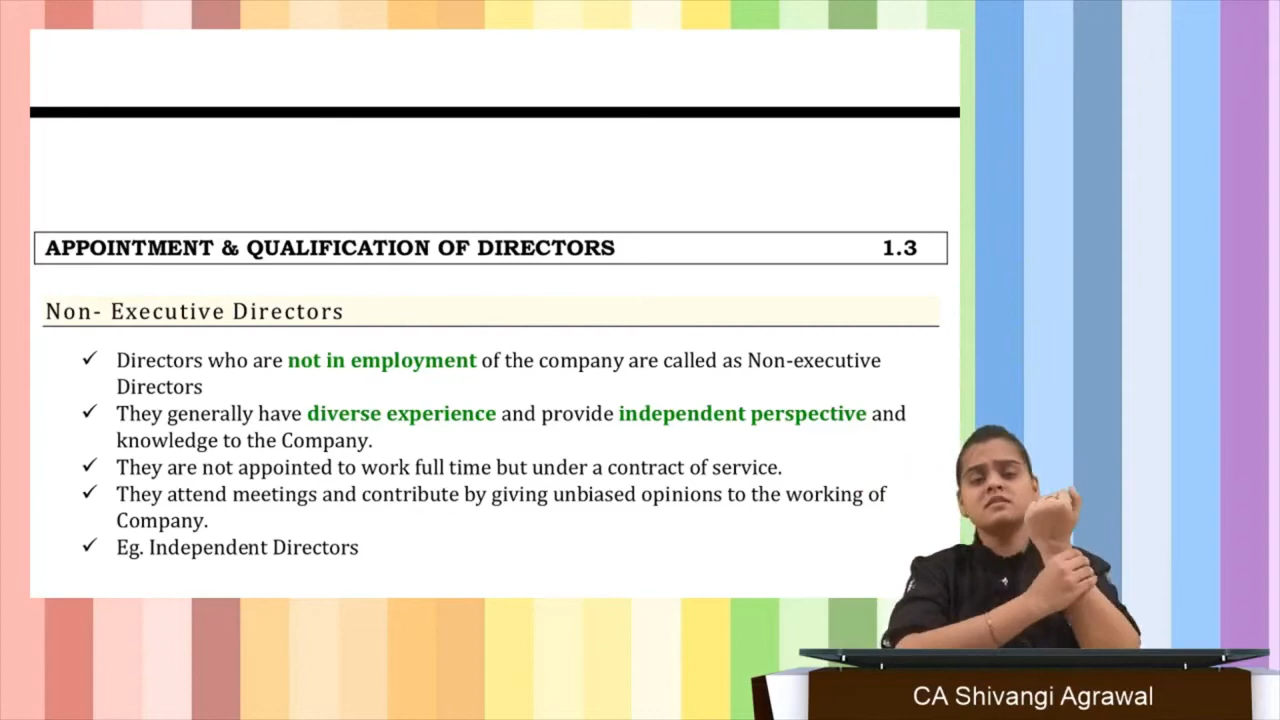 APPOINTMENT & QUALIFICATION OF DIRECTORS 1.3
Non- Executive Directors
✓ Directors who are not in employment of the company are called as Non-executive
Directors
✓ They generally have diverse experience and provide independent perspective and
knowledge to the Company.
✓ They are not appointed to work full time but under a contract of service.
✓ They attend meetings and contribute by giving unbiased opinions to the working of
Company.
✓ Eg. Independent Directors
CA Shivangi Agrawal